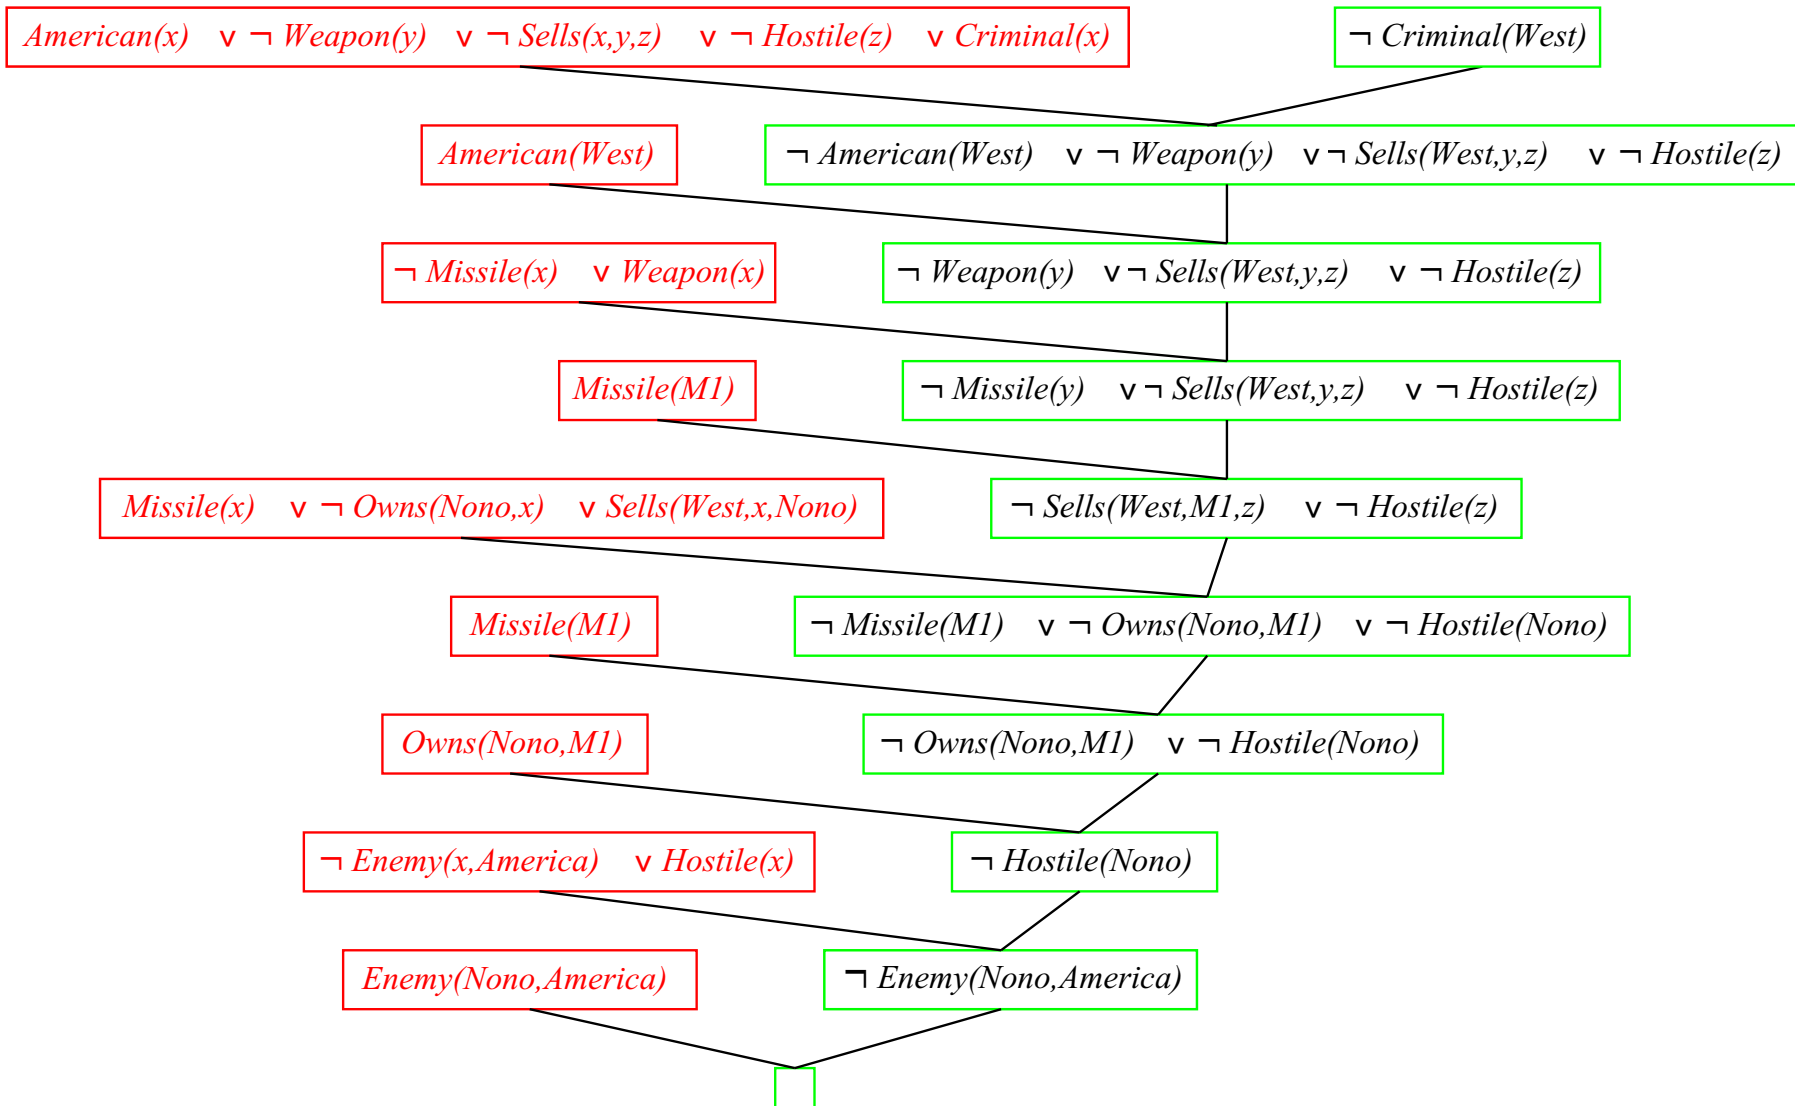 American(x) ∨ ¬ Weapon(y) ∨ ¬ Sells(x,y,z) ∨ ¬ Hostile(z) ∨ Criminal(x) ¬ Criminal(West)
American(West) ¬ American(West) ∨ ¬ Weapon(y) ∨ ¬ Sells(West,y,z) ∨ ¬ Hostile(z)
¬ Missile(x) ∨ Weapon(x) ¬ Weapon(y) ∨ ¬ Sells(West,y,z) ∨ ¬ Hostile(z)
Missile(M1) ¬ Missile(y) ∨ ¬ Sells(West,y,z) ∨ ¬ Hostile(z)
Missile(x) ∨ ¬ Owns(Nono,x) ∨ Sells(West,x,Nono) ¬ Sells(West,M1,z) ∨ ¬ Hostile(z)
Missile(M1) ¬ Missile(M1) ∨ ¬ Owns(Nono,M1) ∨ ¬ Hostile(Nono)
Owns(Nono,M1) ¬ Owns(Nono,M1) ∨ ¬ Hostile(Nono)
¬ Enemy(x,America) ∨ Hostile(x) ¬ Hostile(Nono)
Enemy(Nono,America) ¬ Enemy(Nono,America)